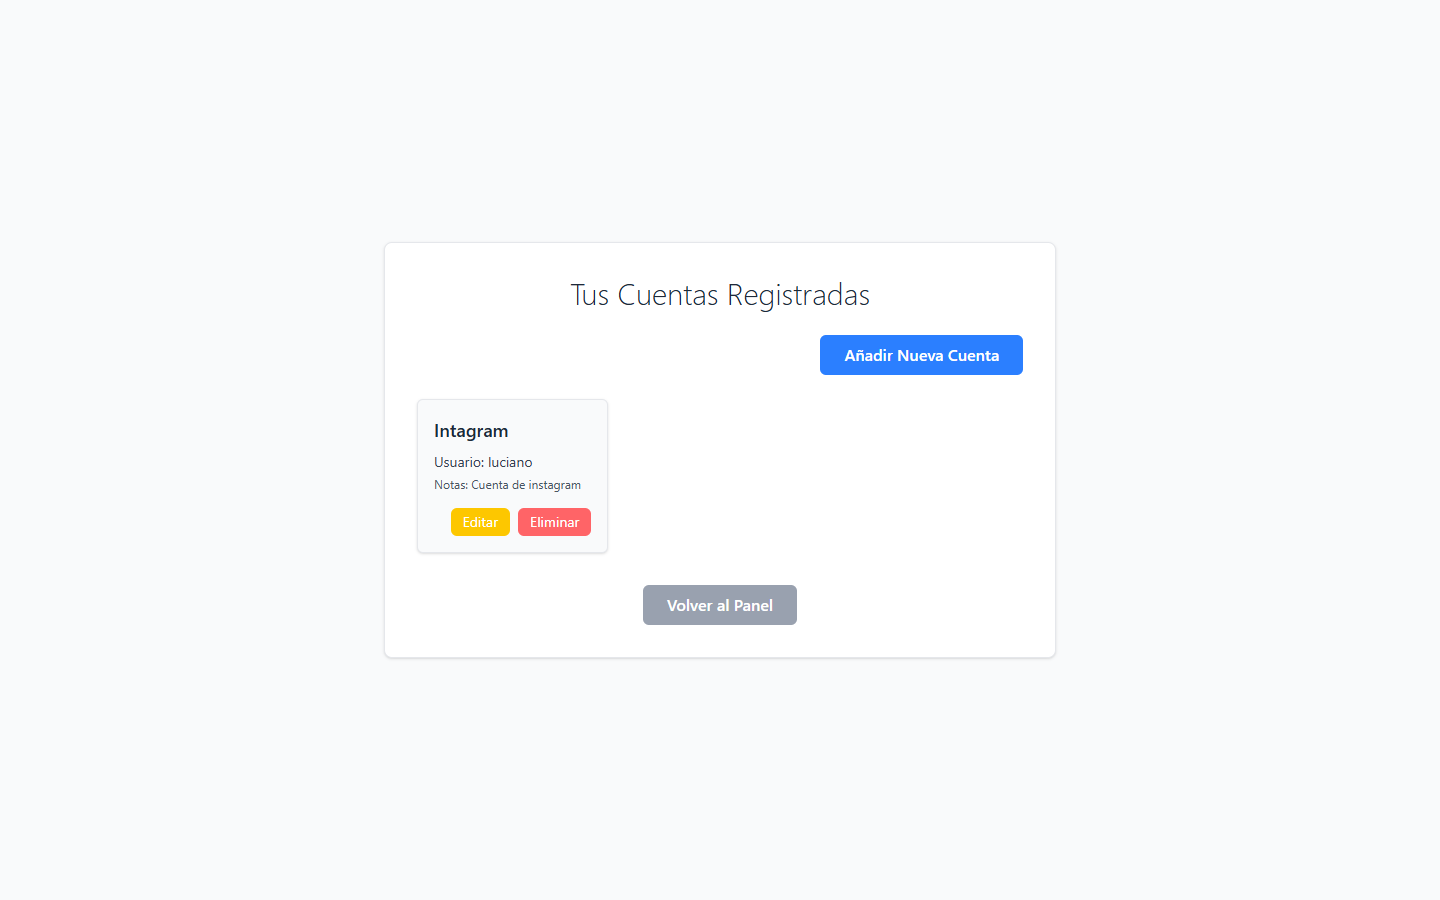 Tus Cuentas Registradas
Añadir Nueva Cuenta
Intagram
Usuario: luciano
Notas: Cuenta de instagram
Editar Eliminar
Volver al Panel